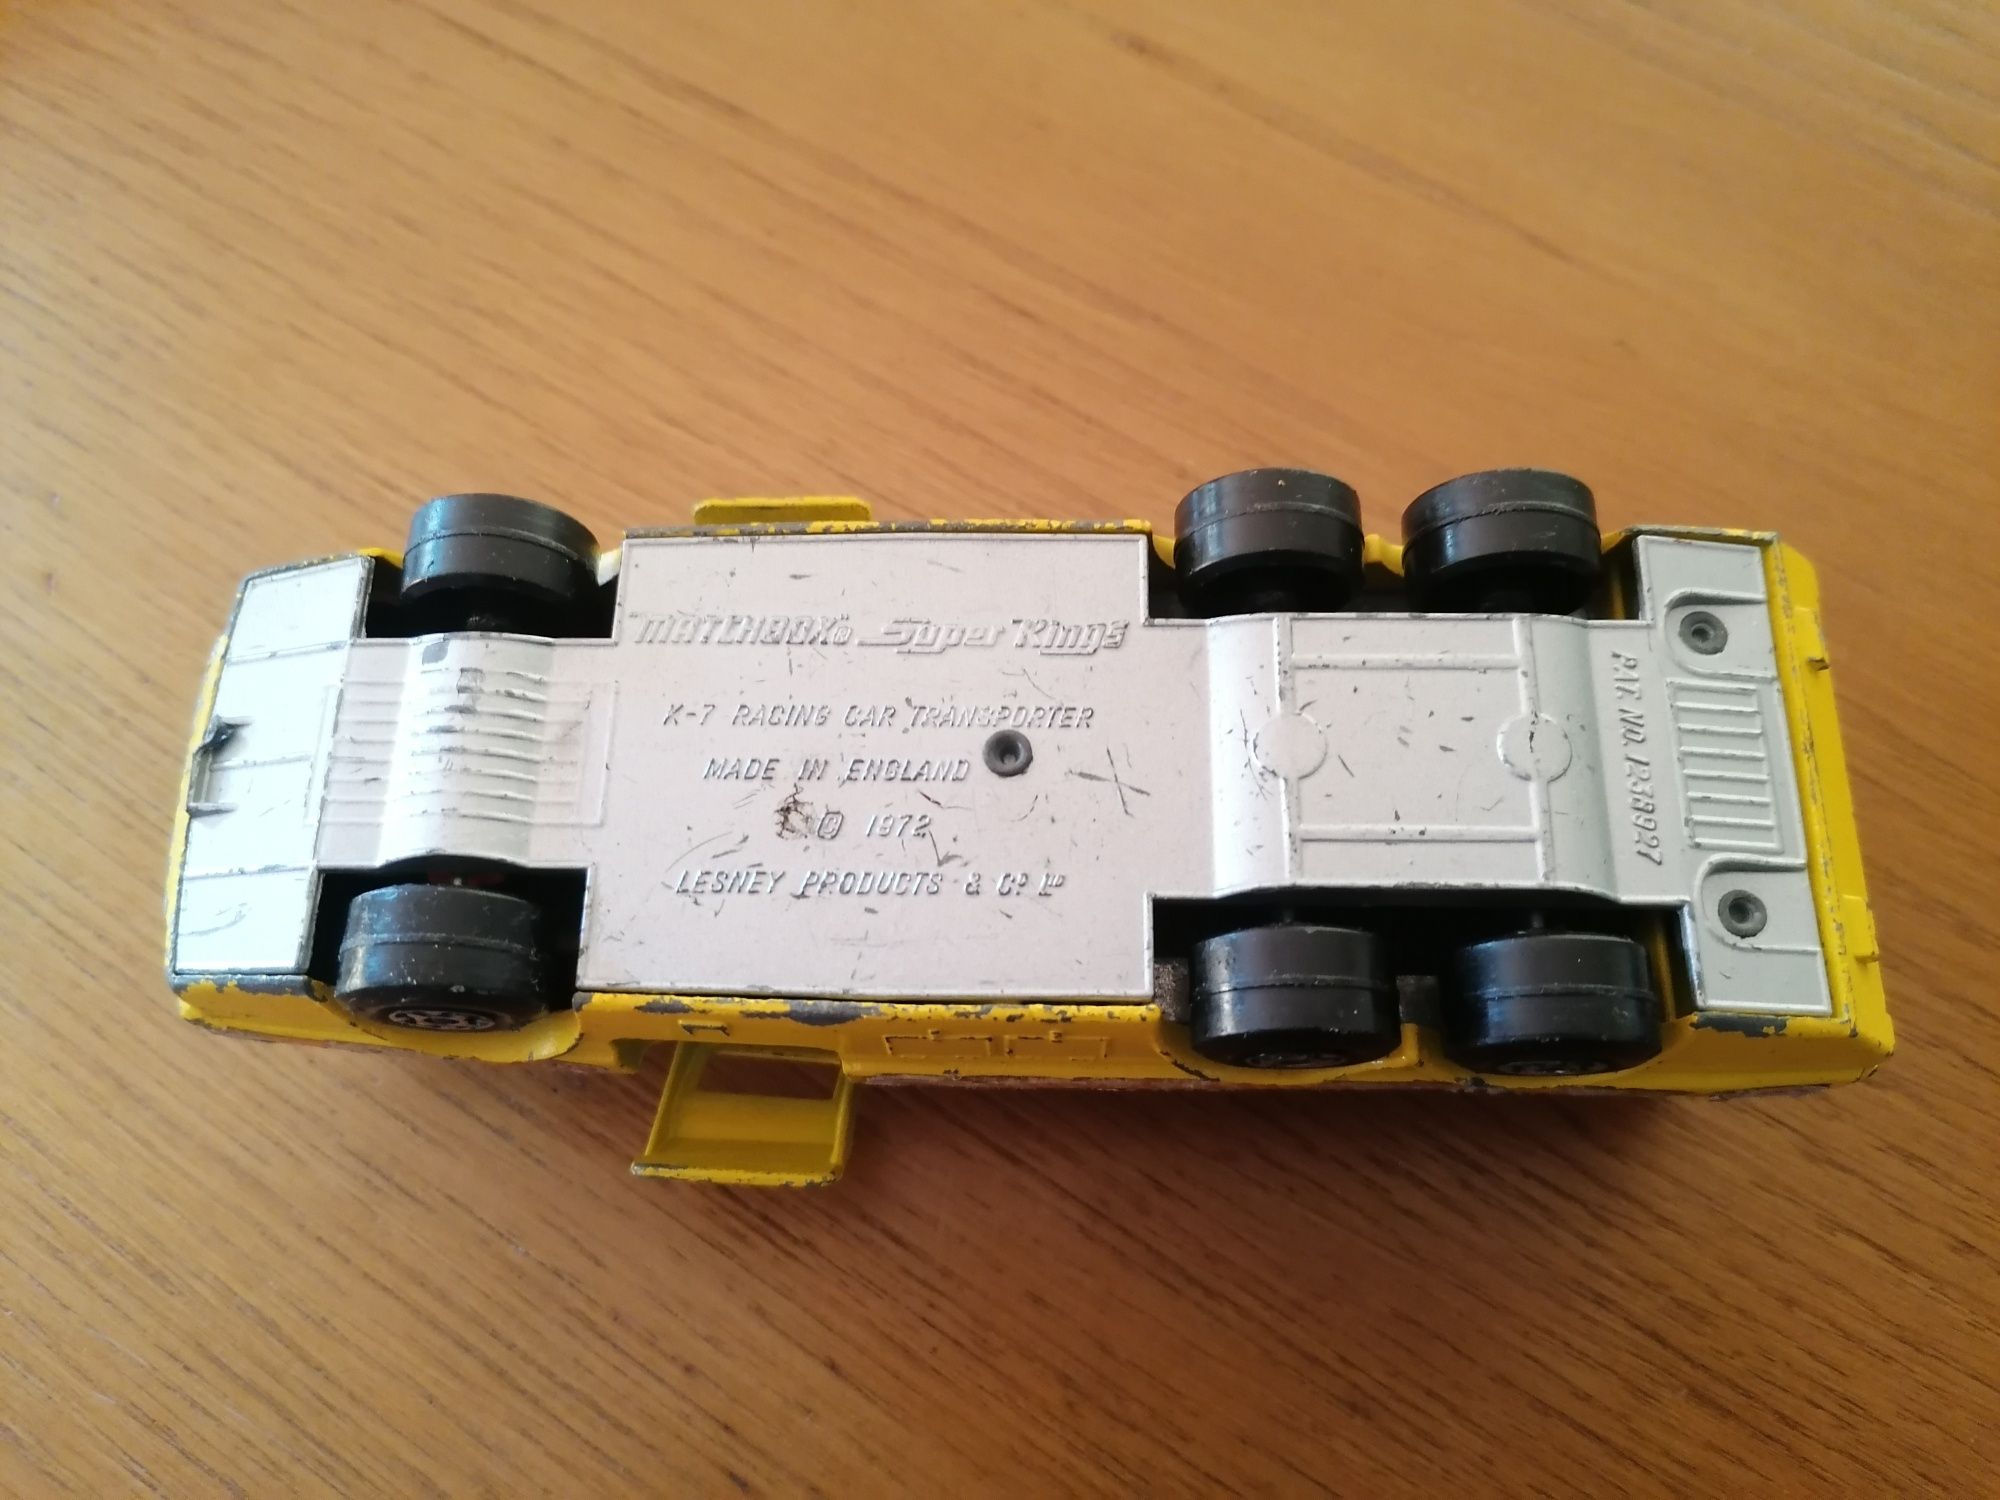 MATCHBOX® Super Kings
K-7 RACING CAR TRANSPORTER
MADE IN ENGLAND
© 1972
LESNEY PRODUCTS & Cº Lᵀᴰ
PAT. NO. 1238927